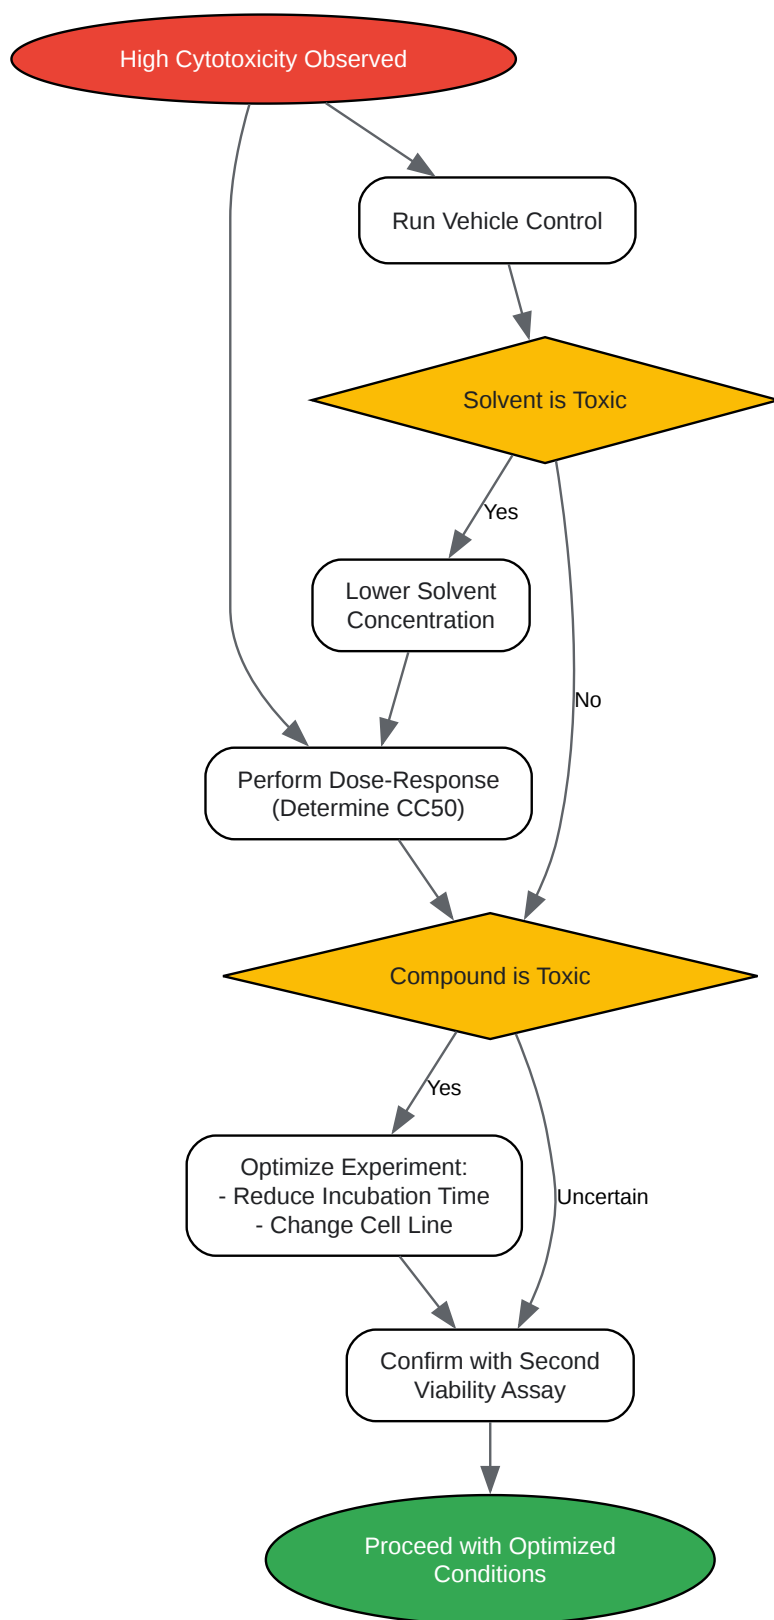 High Cytotoxicity Observed
Run Vehicle Control
Solvent is Toxic
Yes
Lower Solvent
Concentration
No
Perform Dose-Response
(Determine CC50)
Compound is Toxic
Yes
Optimize Experiment:
- Reduce Incubation Time
- Change Cell Line
Uncertain
Confirm with Second
Viability Assay
Proceed with Optimized
Conditions